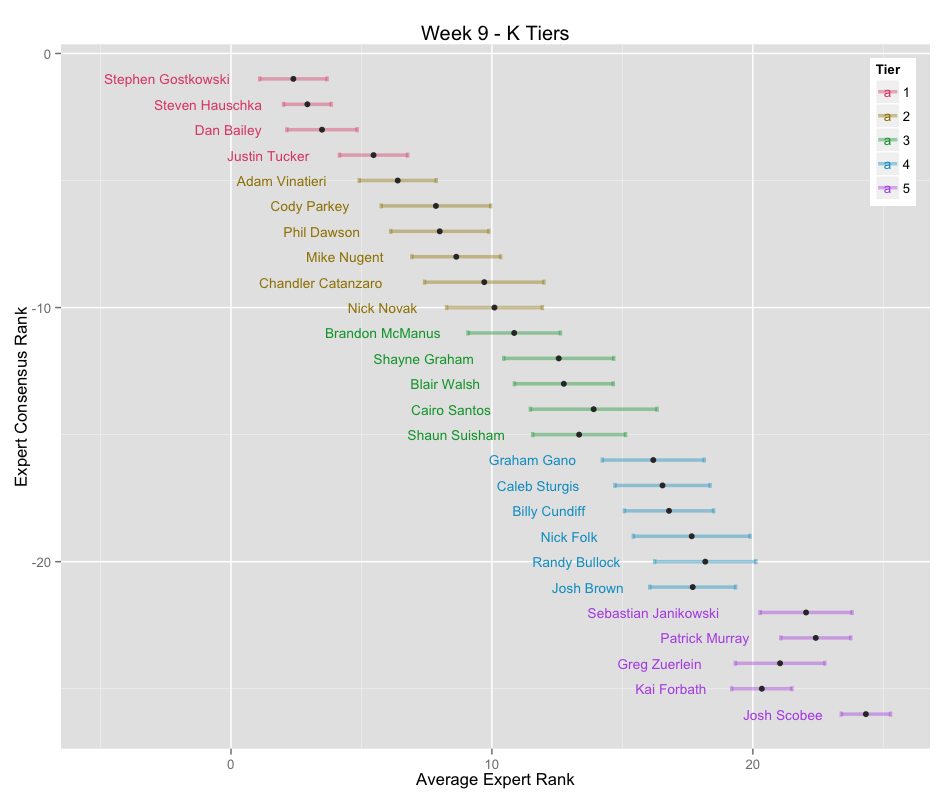 Week 9 - K Tiers
0
Stephen Gostkowski
Steven Hauschka
Dan Bailey
Justin Tucker
Adam Vinatieri
Cody Parkey
Phil Dawson
Mike Nugent
Chandler Catanzaro
-10
Nick Novak
Brandon McManus
Shayne Graham
Blair Walsh
Cairo Santos
Shaun Suisham
Graham Gano
Caleb Sturgis
Billy Cundiff
Nick Folk
-20
Randy Bullock
Josh Brown
Sebastian Janikowski
Patrick Murray
Greg Zuerlein
Kai Forbath
Josh Scobee
Expert Consensus Rank
0 10 20
Average Expert Rank
Tier
a 1
a 2
a 3
a 4
a 5